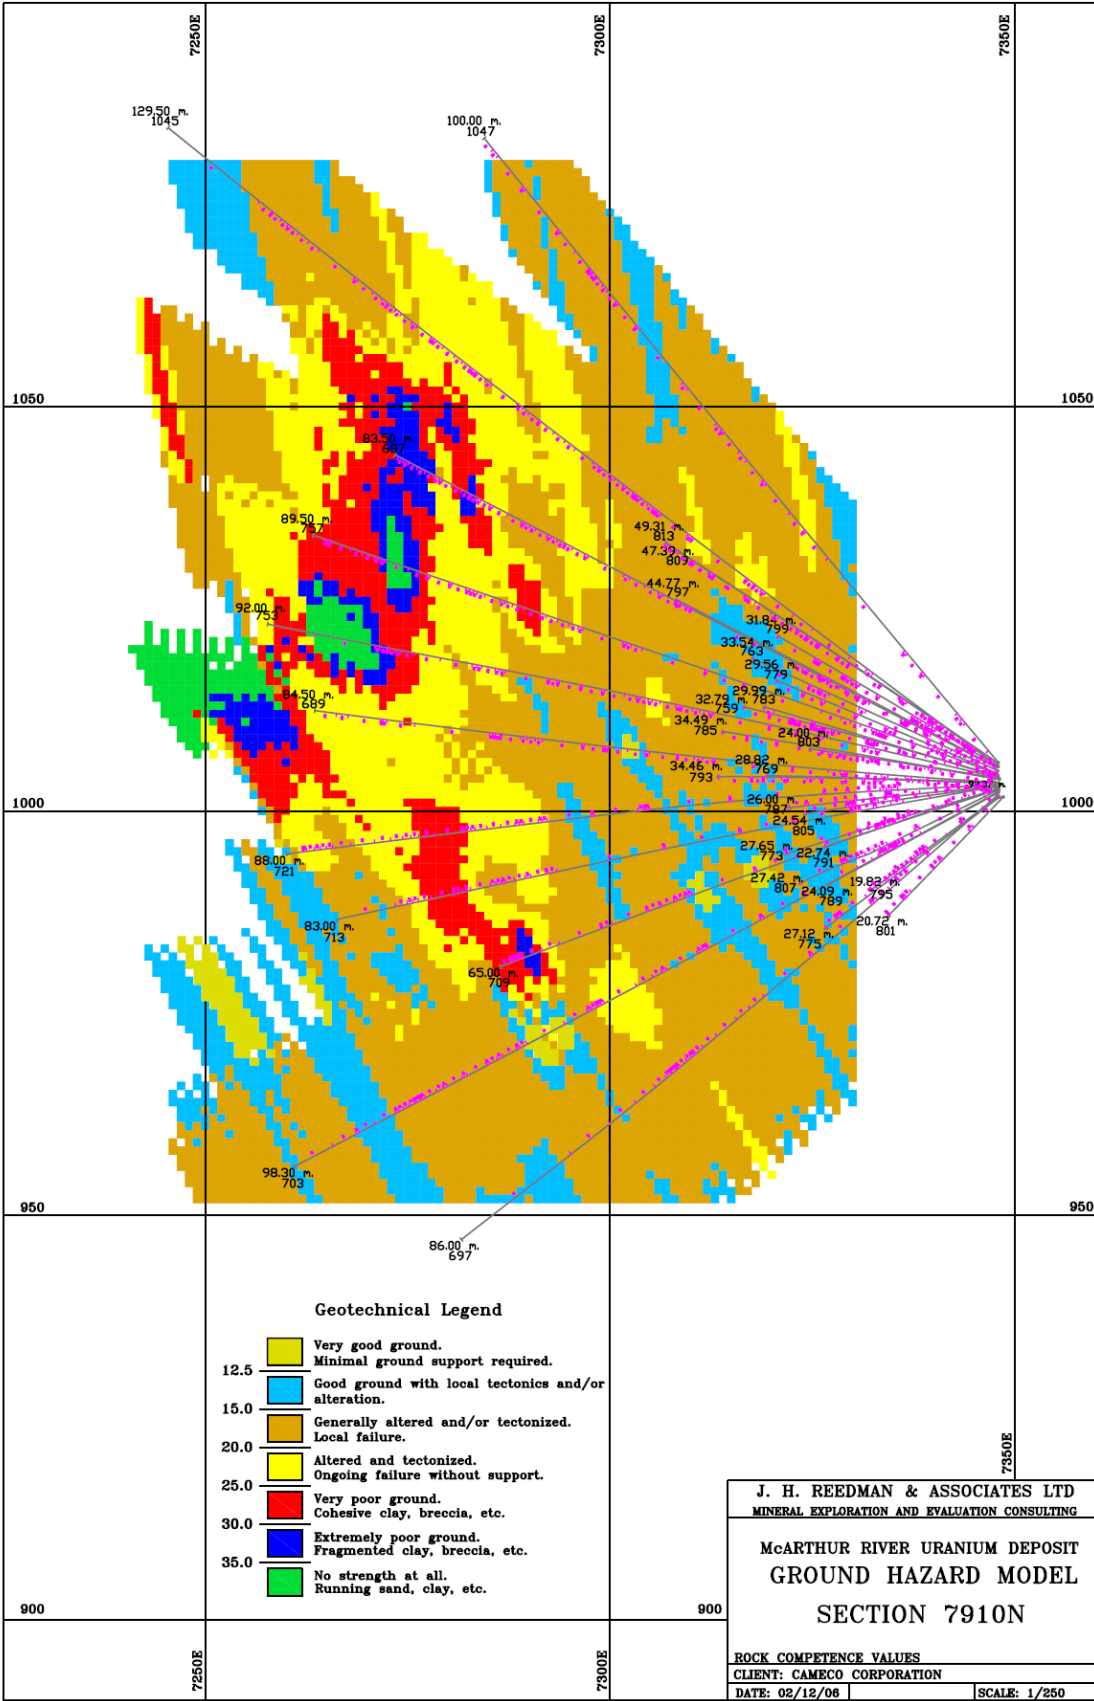 7250E
7300E
7350E
129.50 m.
1045
100.00 m.
1047
1050
1050
83.50 m.
687
89.50 m.
757
49.31 m.
813
47.39 m.
809
44.77 m.
797
92.00 m.
753
31.84 m.
799
33.54 m.
763
29.56 m.
779
29.99 m.
783
32.79 m.
759
84.50 m.
689
34.49 m.
785
24.00 m.
803
28.82 m.
769
34.46 m.
793
26.00 m.
787
1000
1000
24.54 m.
805
27.65 m.
773
22.74 m.
791
88.00 m.
721
27.42 m.
807
24.09 m.
789
19.82 m.
795
20.72 m.
801
83.00 m.
713
27.12 m.
775
65.00 m.
709
98.30 m.
703
950
950
86.00 m.
697
Geotechnical Legend
Very good ground.
Minimal ground support required.
12.5
Good ground with local tectonics and/or
alteration.
15.0
Generally altered and/or tectonized.
Local failure.
20.0
Altered and tectonized.
Ongoing failure without support.
25.0
Very poor ground.
Cohesive clay, breccia, etc.
30.0
Extremely poor ground.
Fragmented clay, breccia, etc.
35.0
No strength at all.
Running sand, clay, etc.
7350E
900
900
7250E
7300E
J. H. REEDMAN & ASSOCIATES LTD
MINERAL EXPLORATION AND EVALUATION CONSULTING
McARTHUR RIVER URANIUM DEPOSIT
GROUND HAZARD MODEL
SECTION 7910N
ROCK COMPETENCE VALUES
CLIENT: CAMECO CORPORATION
DATE: 02/12/06
SCALE: 1/250